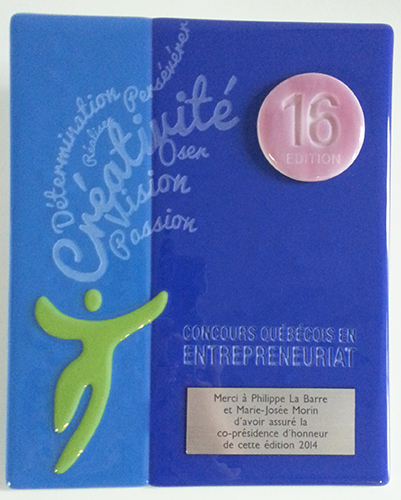 Détermination
Réaliser
Persévérer
Créativité
Oser
Vision
Passion
16
EDITION
CONCOURS QUÉBÉCOIS EN
ENTREPRENEURIAT
Merci à Philippe La Barre
et Marie-Josée Morin
d'avoir assuré la
co-présidence d'honneur
de cette édition 2014